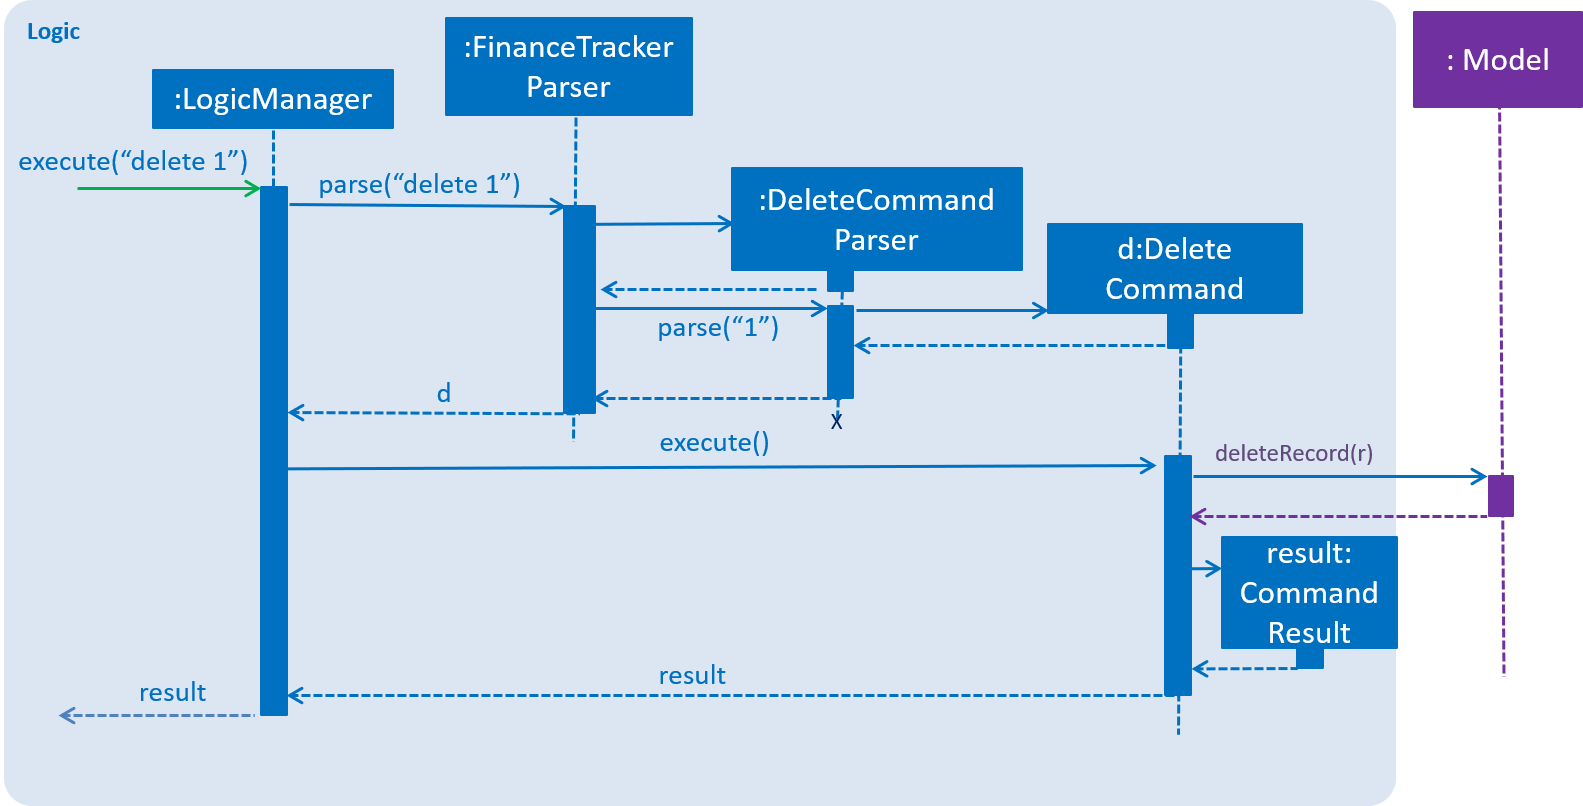 Logic
:FinanceTracker
Parser
: Model
:LogicManager
execute(“delete 1”)
parse(“delete 1”)
:DeleteCommand
Parser
d:Delete
Command
parse(“1”)
d
X
execute()
deleteRecord(r)
result:
Command
Result
result
result